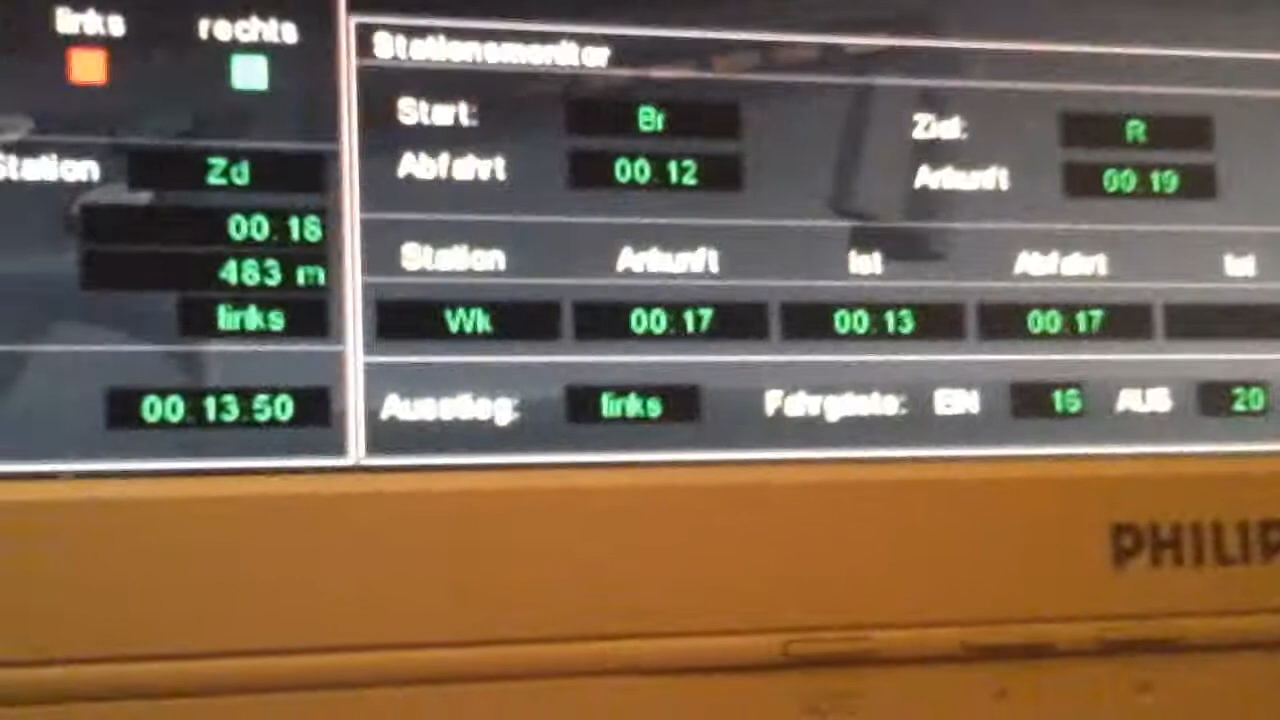 links rechts
Station Zd
00.18
463 m
links
00.13.50
Stationsmonitor
Start: Br Ziel: R
Abfahrt 00.12 Ankunft 00.19
Station Ankunft Ist Abfahrt Ist
Wk 00.17 00.13 00.17
Ausstieg: links Fahrgäste: EIN 16 AUS 20
PHILIP